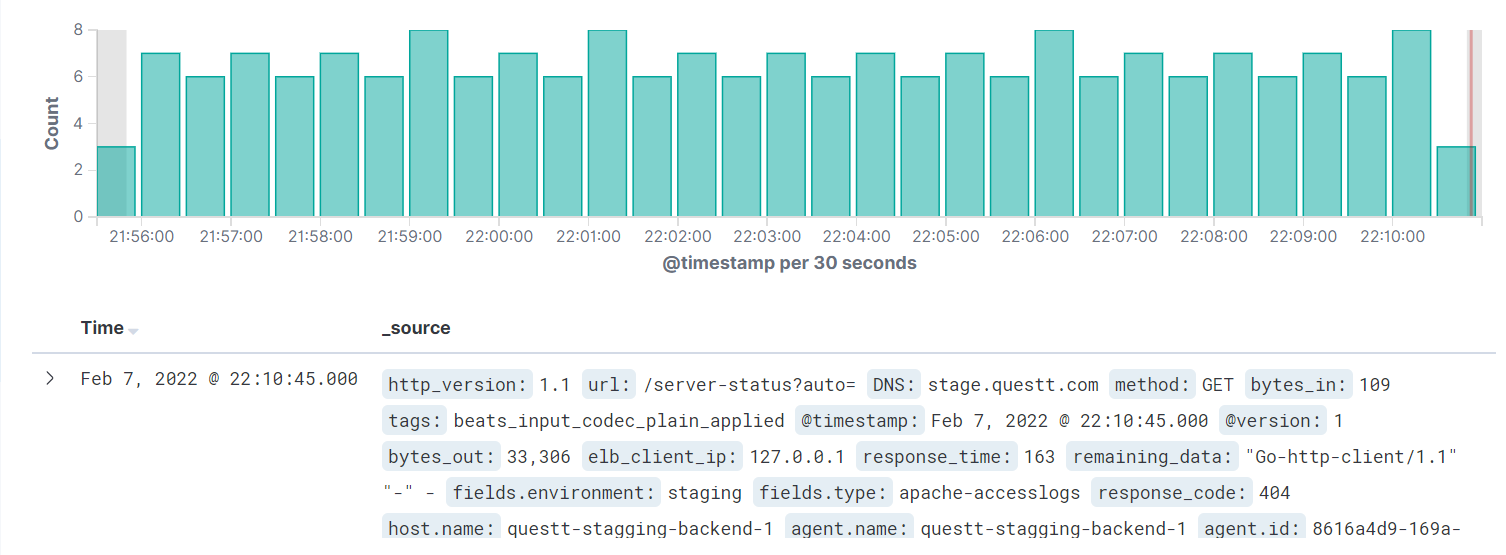 8
6
4
2
0
Count
21:56:00 21:57:00 21:58:00 21:59:00 22:00:00 22:01:00 22:02:00 22:03:00 22:04:00 22:05:00 22:06:00 22:07:00 22:08:00 22:09:00 22:10:00
@timestamp per 30 seconds
Time _source
Feb 7, 2022 @ 22:10:45.000 http_version: 1.1 url: /server-status?auto= DNS: stage.questt.com method: GET bytes_in: 109
tags: beats_input_codec_plain_applied @timestamp: Feb 7, 2022 @ 22:10:45.000 @version: 1
bytes_out: 33,306 elb_client_ip: 127.0.0.1 response_time: 163 remaining_data: "Go-http-client/1.1"
"-" - fields.environment: staging fields.type: apache-accesslogs response_code: 404
host.name: questt-stagging-backend-1 agent.name: questt-stagging-backend-1 agent.id: 8616a4d9-169a-